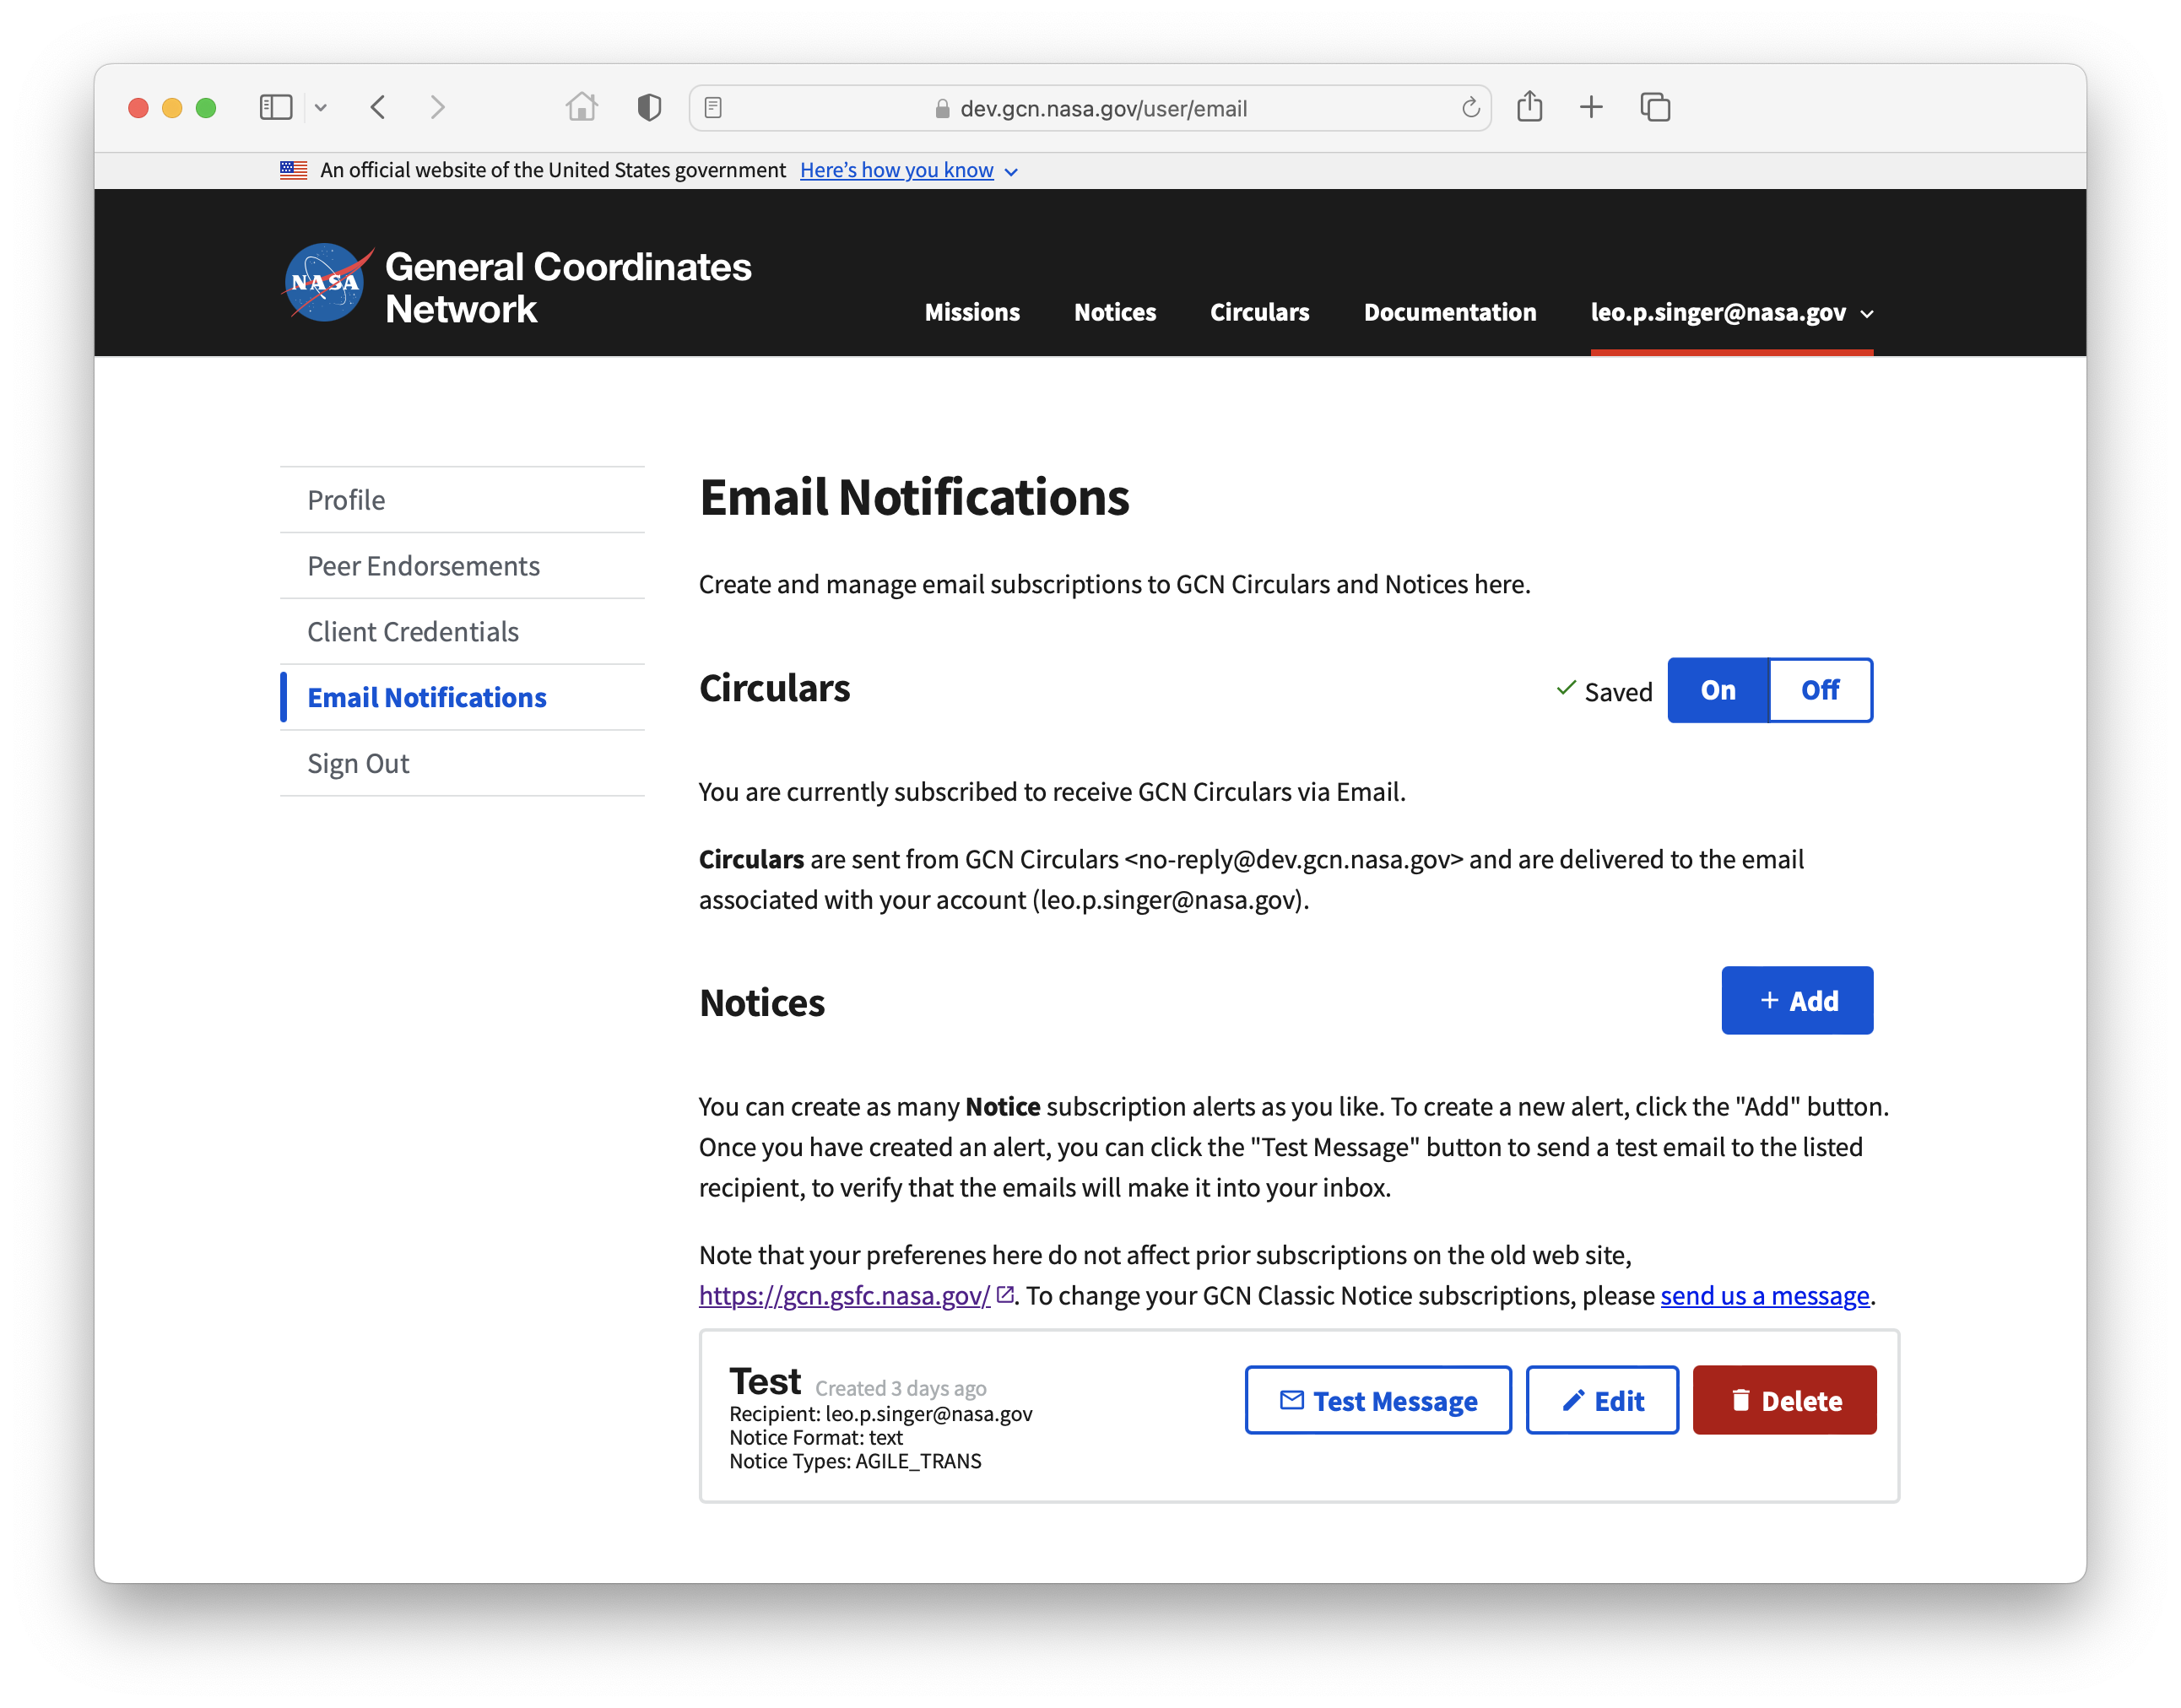 dev.gcn.nasa.gov/user/email
An official website of the United States government Here’s how you know
NASA
General Coordinates
Network
Missions Notices Circulars Documentation leo.p.singer@nasa.gov
Profile
Peer Endorsements
Client Credentials
Email Notifications
Sign Out
Email Notifications
Create and manage email subscriptions to GCN Circulars and Notices here.
Circulars
Saved On Off
You are currently subscribed to receive GCN Circulars via Email.
Circulars are sent from GCN Circulars <no-reply@dev.gcn.nasa.gov> and are delivered to the email
associated with your account (leo.p.singer@nasa.gov).
Notices
+ Add
You can create as many Notice subscription alerts as you like. To create a new alert, click the "Add" button.
Once you have created an alert, you can click the "Test Message" button to send a test email to the listed
recipient, to verify that the emails will make it into your inbox.
Note that your preferenes here do not affect prior subscriptions on the old web site,
https://gcn.gsfc.nasa.gov/. To change your GCN Classic Notice subscriptions, please send us a message.
Test Created 3 days ago
Recipient: leo.p.singer@nasa.gov
Notice Format: text
Notice Types: AGILE_TRANS
Test Message Edit Delete